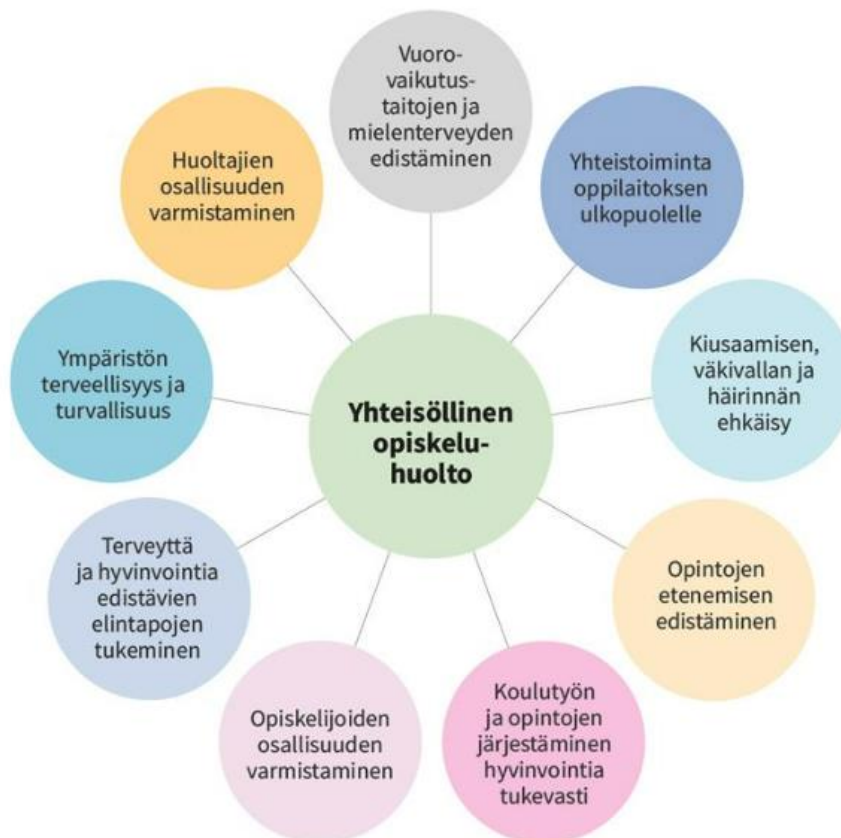 Vuoro-
vaikutus-
taitojen ja
mielenterveyden
edistäminen
Yhteistoiminta
oppilaitoksen
ulkopuolelle
Kiusaamisen,
väkivallan ja
häirinnän
ehkäisy
Opintojen
etenemisen
edistäminen
Koulutyön
ja opintojen
järjestäminen
hyvinvointia
tukevasti
Opiskelijoiden
osallisuuden
varmistaminen
Terveyttä
ja hyvinvointia
edistävien
elintapojen
tukeminen
Ympäristön
terveellisyys ja
turvallisuus
Huoltajien
osallisuuden
varmistaminen
Yhteisöllinen
opiskelu-
huolto